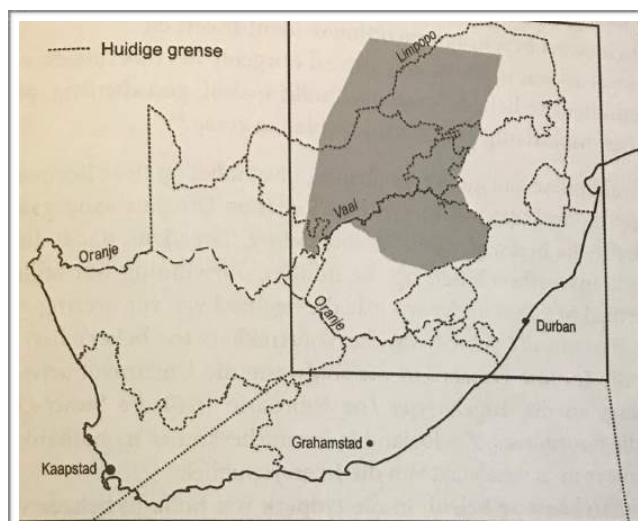 Huidige grense
Limpopo
Vaal
Oranje
Oranje
Durban
Grahamstad
Kaapstad